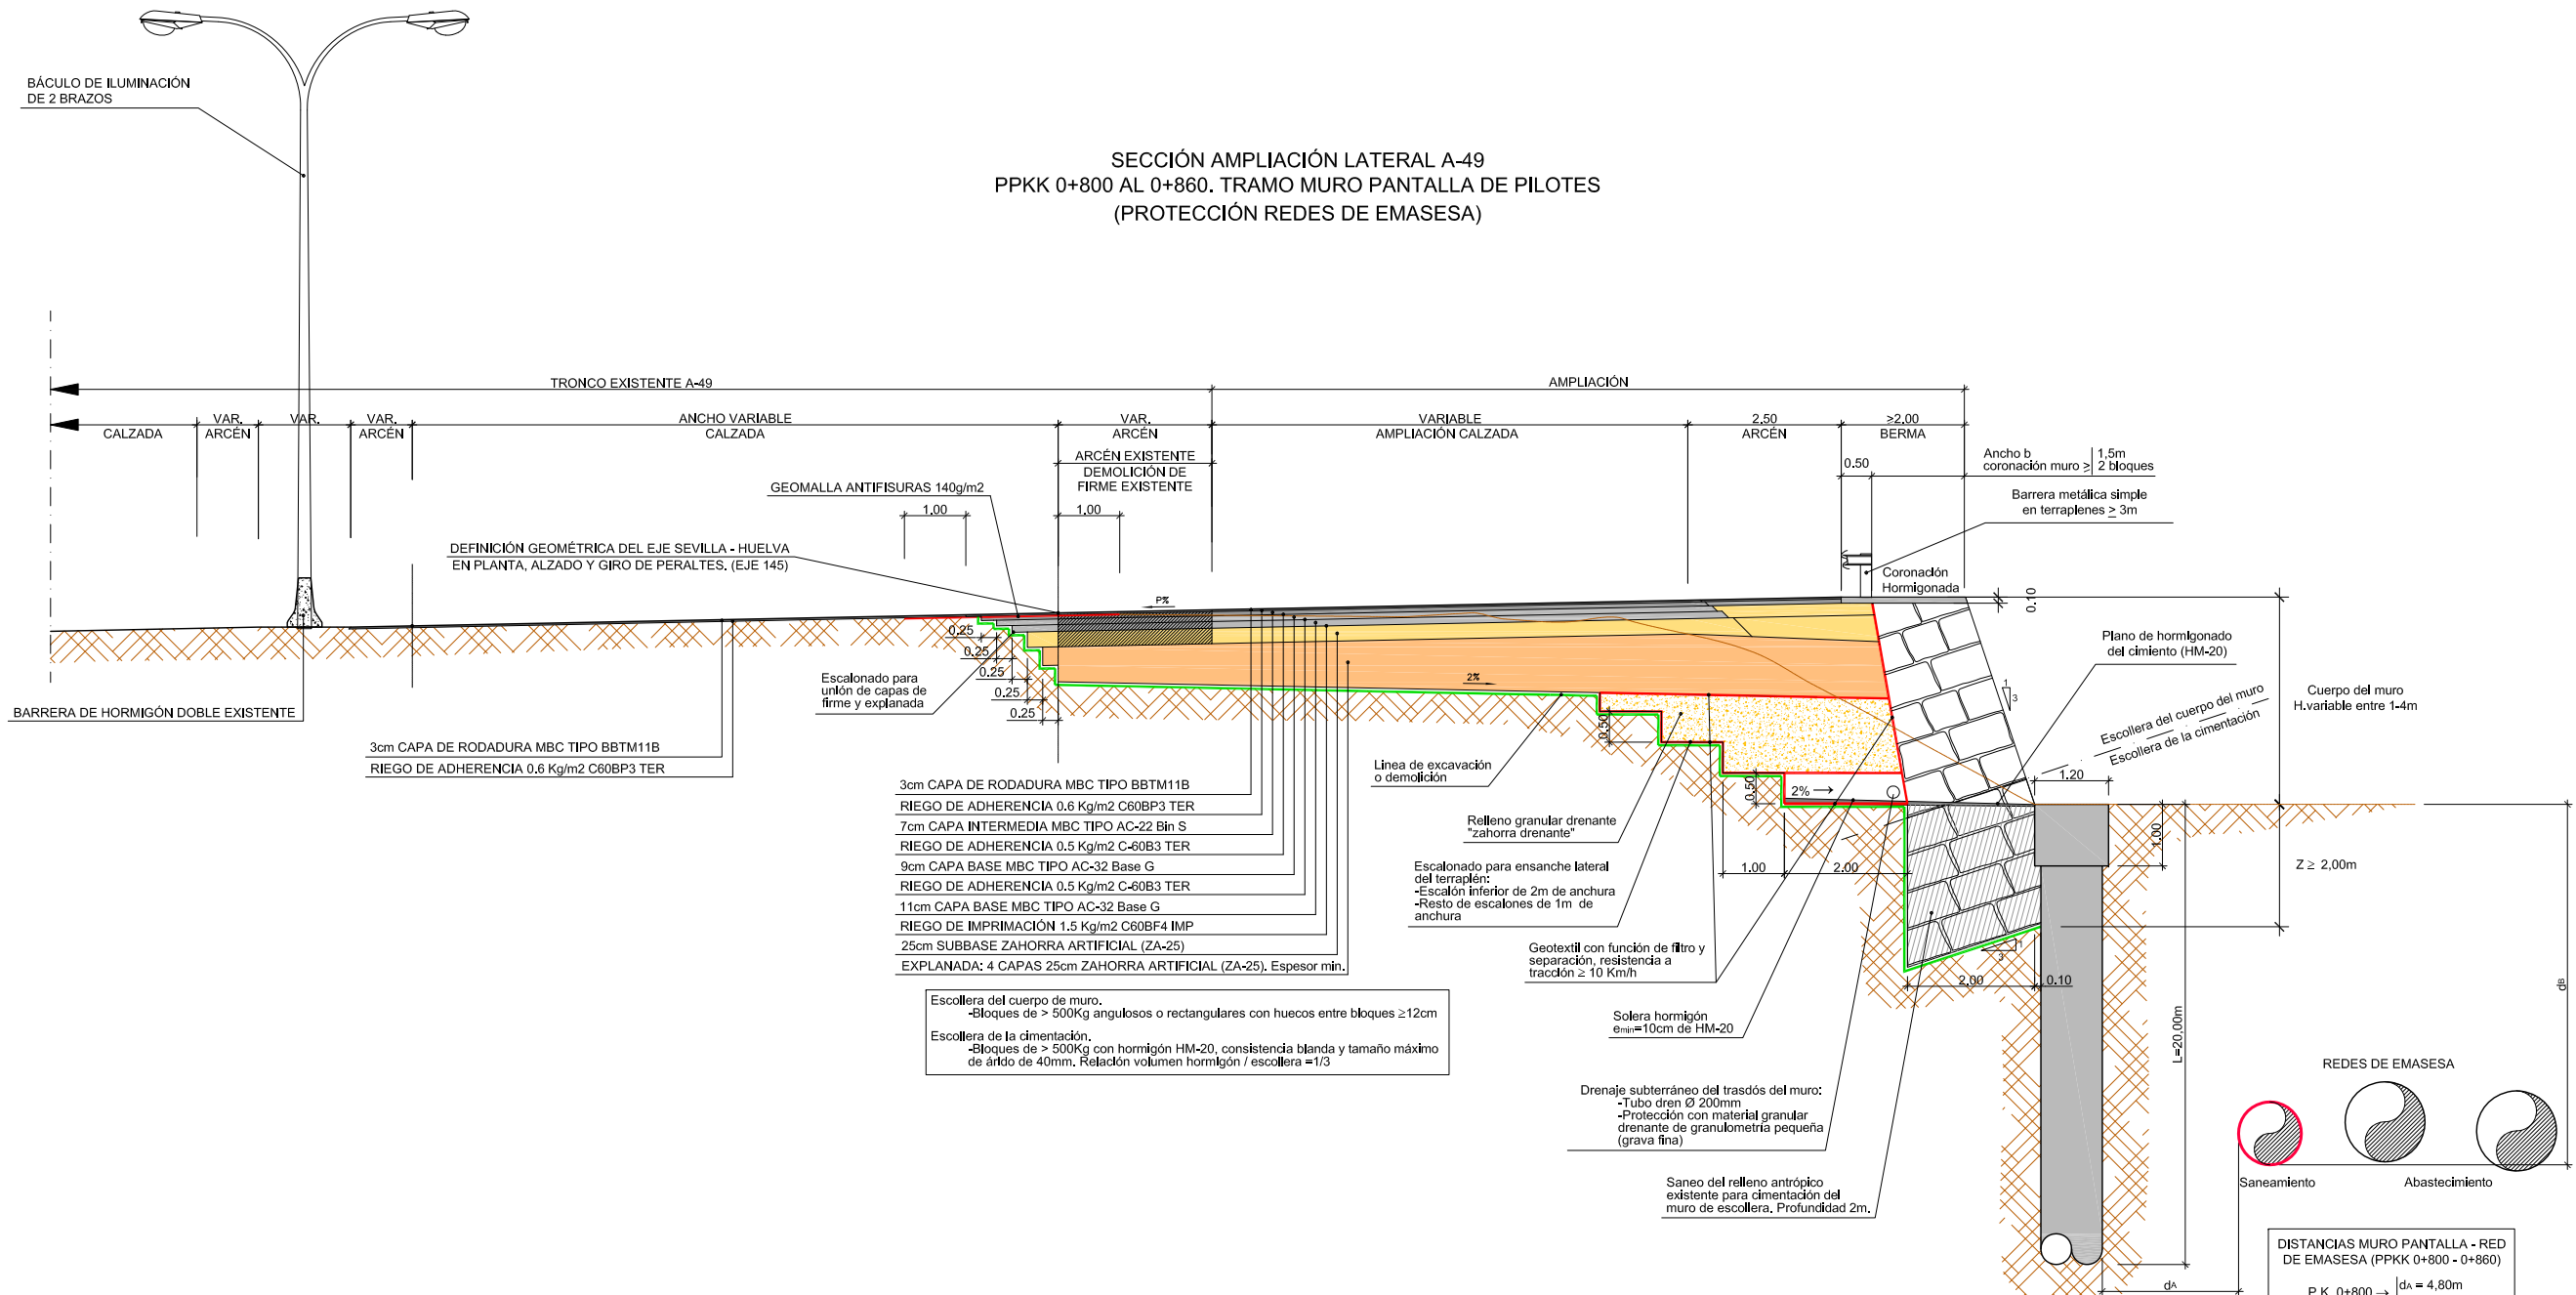 BÁCULO DE ILUMINACIÓN
DE 2 BRAZOS
SECCIÓN AMPLIACIÓN LATERAL A-49
PPKK 0+800 AL 0+860. TRAMO MURO PANTALLA DE PILOTES
(PROTECCIÓN REDES DE EMASESA)
TRONCO EXISTENTE A-49
AMPLIACIÓN
CALZADA
VAR.
ARCÉN
VAR.
VAR.
ARCÉN
ANCHO VARIABLE
CALZADA
VAR.
ARCÉN
VARIABLE
AMPLIACIÓN CALZADA
2.50
ARCÉN
>2.00
BERMA
ARCÉN EXISTENTE
DEMOLICIÓN DE
FIRME EXISTENTE
0.50
Ancho b
coronación muro ≥
1,5m
2 bloques
GEOMALLA ANTIFISURAS 140g/m2
1.00
1.00
Barrera metálica simple
en terraplenes ≥ 3m
DEFINICIÓN GEOMÉTRICA DEL EJE SEVILLA - HUELVA
EN PLANTA, ALZADO Y GIRO DE PERALTES. (EJE 145)
Coronación
Hormigonada
P%
0.10
0.25
0.25
0.25
0.25
0.25
Escalonado para
unión de capas de
firme y explanada
2%
Plano de hormigonado
del cimiento (HM-20)
1
3
Cuerpo del muro
H.variable entre 1-4m
Escollera del cuerpo del muro
Escollera de la cimentación
BARRERA DE HORMIGÓN DOBLE EXISTENTE
3cm CAPA DE RODADURA MBC TIPO BBTM11B
RIEGO DE ADHERENCIA 0.6 Kg/m2 C60BP3 TER
0.50
0.50
Línea de excavación
o demolición
2%
1.20
3cm CAPA DE RODADURA MBC TIPO BBTM11B
RIEGO DE ADHERENCIA 0.6 Kg/m2 C60BP3 TER
7cm CAPA INTERMEDIA MBC TIPO AC-22 Bin S
RIEGO DE ADHERENCIA 0.5 Kg/m2 C-60B3 TER
9cm CAPA BASE MBC TIPO AC-32 Base G
RIEGO DE ADHERENCIA 0.5 Kg/m2 C-60B3 TER
11cm CAPA BASE MBC TIPO AC-32 Base G
RIEGO DE IMPRIMACIÓN 1.5 Kg/m2 C60BF4 IMP
25cm SUBBASE ZAHORRA ARTIFICIAL (ZA-25)
EXPLANADA: 4 CAPAS 25cm ZAHORRA ARTIFICIAL (ZA-25). Espesor min.
Relleno granular drenante
"zahorra drenante"
1.00
2.00
1.00
Z ≥ 2,00m
Escalonado para ensanche lateral
del terraplén:
-Escalón inferior de 2m de anchura
-Resto de escalones de 1m de
anchura
Geotextil con función de filtro y
separación, resistencia a
tracción ≥ 10 Km/h
1
3
2.00
0.10
Escollera del cuerpo de muro.
-Bloques de > 500Kg angulosos o rectangulares con huecos entre bloques ≥12cm
Escollera de la cimentación.
-Bloques de > 500Kg con hormigón HM-20, consistencia blanda y tamaño máximo
de árido de 40mm. Relación volumen hormigón / escollera =1/3
Solera hormigón
emin=10cm de HM-20
L=20.00m
dB
REDES DE EMASESA
Drenaje subterráneo del trasdós del muro:
-Tubo dren Ø 200mm
-Protección con material granular
drenante de granulometría pequeña
(grava fina)
Saneo del relleno antrópico
existente para cimentación del
muro de escollera. Profundidad 2m.
Saneamiento
Abastecimiento
DISTANCIAS MURO PANTALLA - RED
DE EMASESA (PPKK 0+800 - 0+860)
dA
P.K. 0+800 → dA = 4,80m